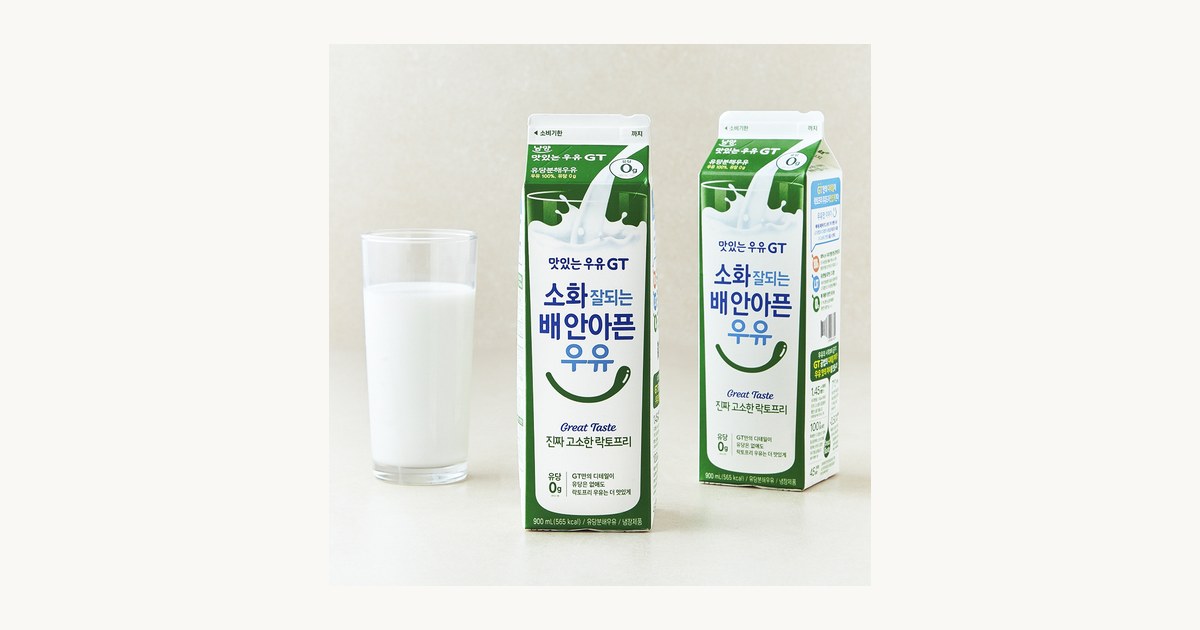 ◀ 소비기한 까지
남양
맛있는 우유 GT
유당분해우유
우유 100%, 유당 0g
유당
0g
맛있는 우유 GT
소화 잘되는
배 안아픈
우유
Great Taste
진짜 고소한 락토프리
유당
0g
GT만의 디테일이
유당은 없애도
락토프리 우유는 더 맛있게
900 mL(565 kcal) / 유당분해우유 / 냉장제품
◀ 소비기한 까지
남양
맛있는 우유 GT
유당분해우유
우유 100%, 유당 0g
0g
맛있는 우유 GT
소화 잘되는
배 안아픈
우유
Great Taste
진짜 고소한 락토프리
유당
0g
GT만의 디테일이
유당은 없애도
락토프리 우유는 더 맛있게
900 mL(565 kcal) / 유당분해우유 / 냉장제품